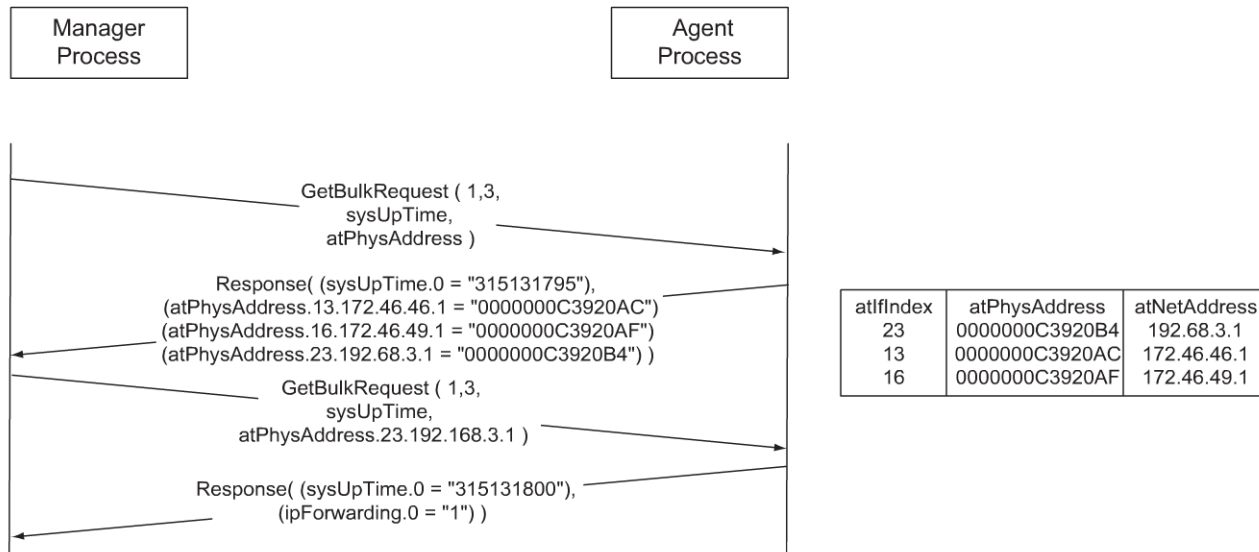 Manager
Process
Agent
Process
GetBulkRequest ( 1,3,
sysUpTime,
atPhysAddress )
Response( (sysUpTime.0 = "315131795"),
(atPhysAddress.13.172.46.46.1 = "0000000C3920AC")
(atPhysAddress.16.172.46.49.1 = "0000000C3920AF")
(atPhysAddress.23.192.68.3.1 = "0000000C3920B4") )
GetBulkRequest ( 1,3,
sysUpTime,
atPhysAddress.23.192.168.3.1 )
Response( (sysUpTime.0 = "315131800"),
(ipForwarding.0 = "1") )
atIfIndex atPhysAddress atNetAddress
23 0000000C3920B4 192.68.3.1
13 0000000C3920AC 172.46.46.1
16 0000000C3920AF 172.46.49.1